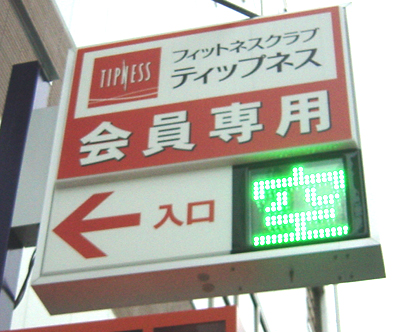 TIPNESS
フィットネスクラブ
ティップネス
会員専用
入口
空